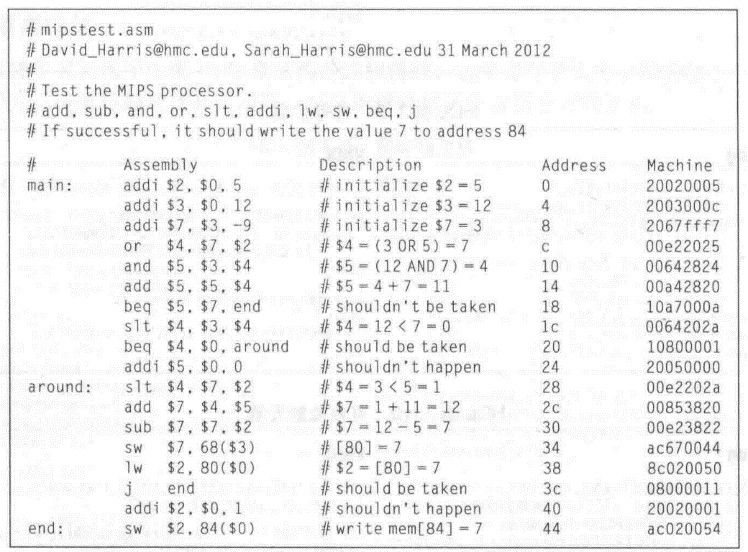 # mipstest.asm
# David_Harris@hmc.edu, Sarah_Harris@hmc.edu 31 March 2012
#
# Test the MIPS processor.
# add, sub, and, or, slt, addi, lw, sw, beq, j
# If successful, it should write the value 7 to address 84
# Assembly Description Address Machine
main: addi $2, $0, 5 # initialize $2 = 5 0 20020005
addi $3, $0, 12 # initialize $3 = 12 4 2003000c
addi $7, $3, −9 # initialize $7 = 3 8 2067fff7
or $4, $7, $2 # $4 = (3 OR 5) = 7 c 00e22025
and $5, $3, $4 # $5 = (12 AND 7) = 4 10 00642824
add $5, $5, $4 # $5 = 4 + 7 = 11 14 00a42820
beq $5, $7, end # shouldn't be taken 18 10a7000a
slt $4, $3, $4 # $4 = 12 < 7 = 0 1c 0064202a
beq $4, $0, around # should be taken 20 10800001
addi $5, $0, 0 # shouldn't happen 24 20050000
around: slt $4, $7, $2 # $4 = 3 < 5 = 1 28 00e2202a
add $7, $4, $5 # $7 = 1 + 11 = 12 2c 00853820
sub $7, $7, $2 # $7 = 12 − 5 = 7 30 00e23822
sw $7, 68($3) # [80] = 7 34 ac670044
lw $2, 80($0) # $2 = [80] = 7 38 8c020050
j end # should be taken 3c 08000011
addi $2, $0, 1 # shouldn't happen 40 20020001
end: sw $2, 84($0) # write mem[84] = 7 44 ac020054